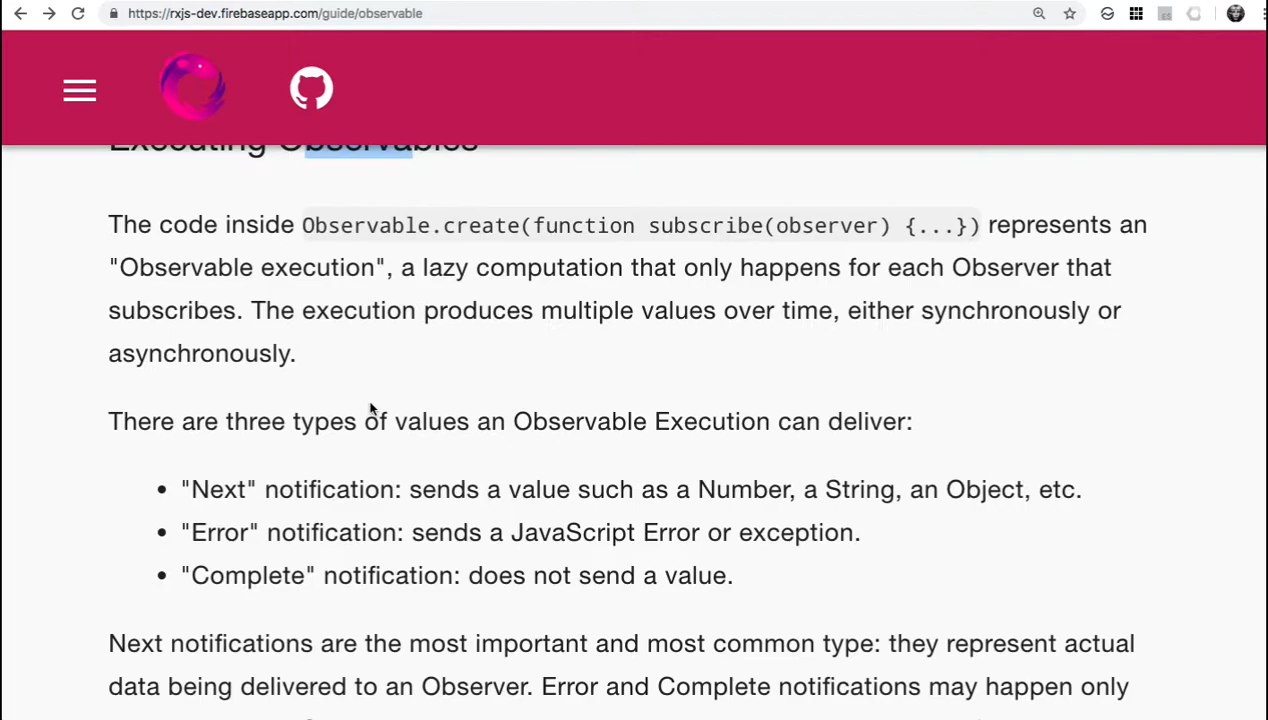 https://rxjs-dev.firebaseapp.com/guide/observable
Executing Observables
The code inside Observable.create(function subscribe(observer) {...}) represents an
"Observable execution", a lazy computation that only happens for each Observer that
subscribes. The execution produces multiple values over time, either synchronously or
asynchronously.
There are three types of values an Observable Execution can deliver:
• "Next" notification: sends a value such as a Number, a String, an Object, etc.
• "Error" notification: sends a JavaScript Error or exception.
• "Complete" notification: does not send a value.
Next notifications are the most important and most common type: they represent actual
data being delivered to an Observer. Error and Complete notifications may happen only